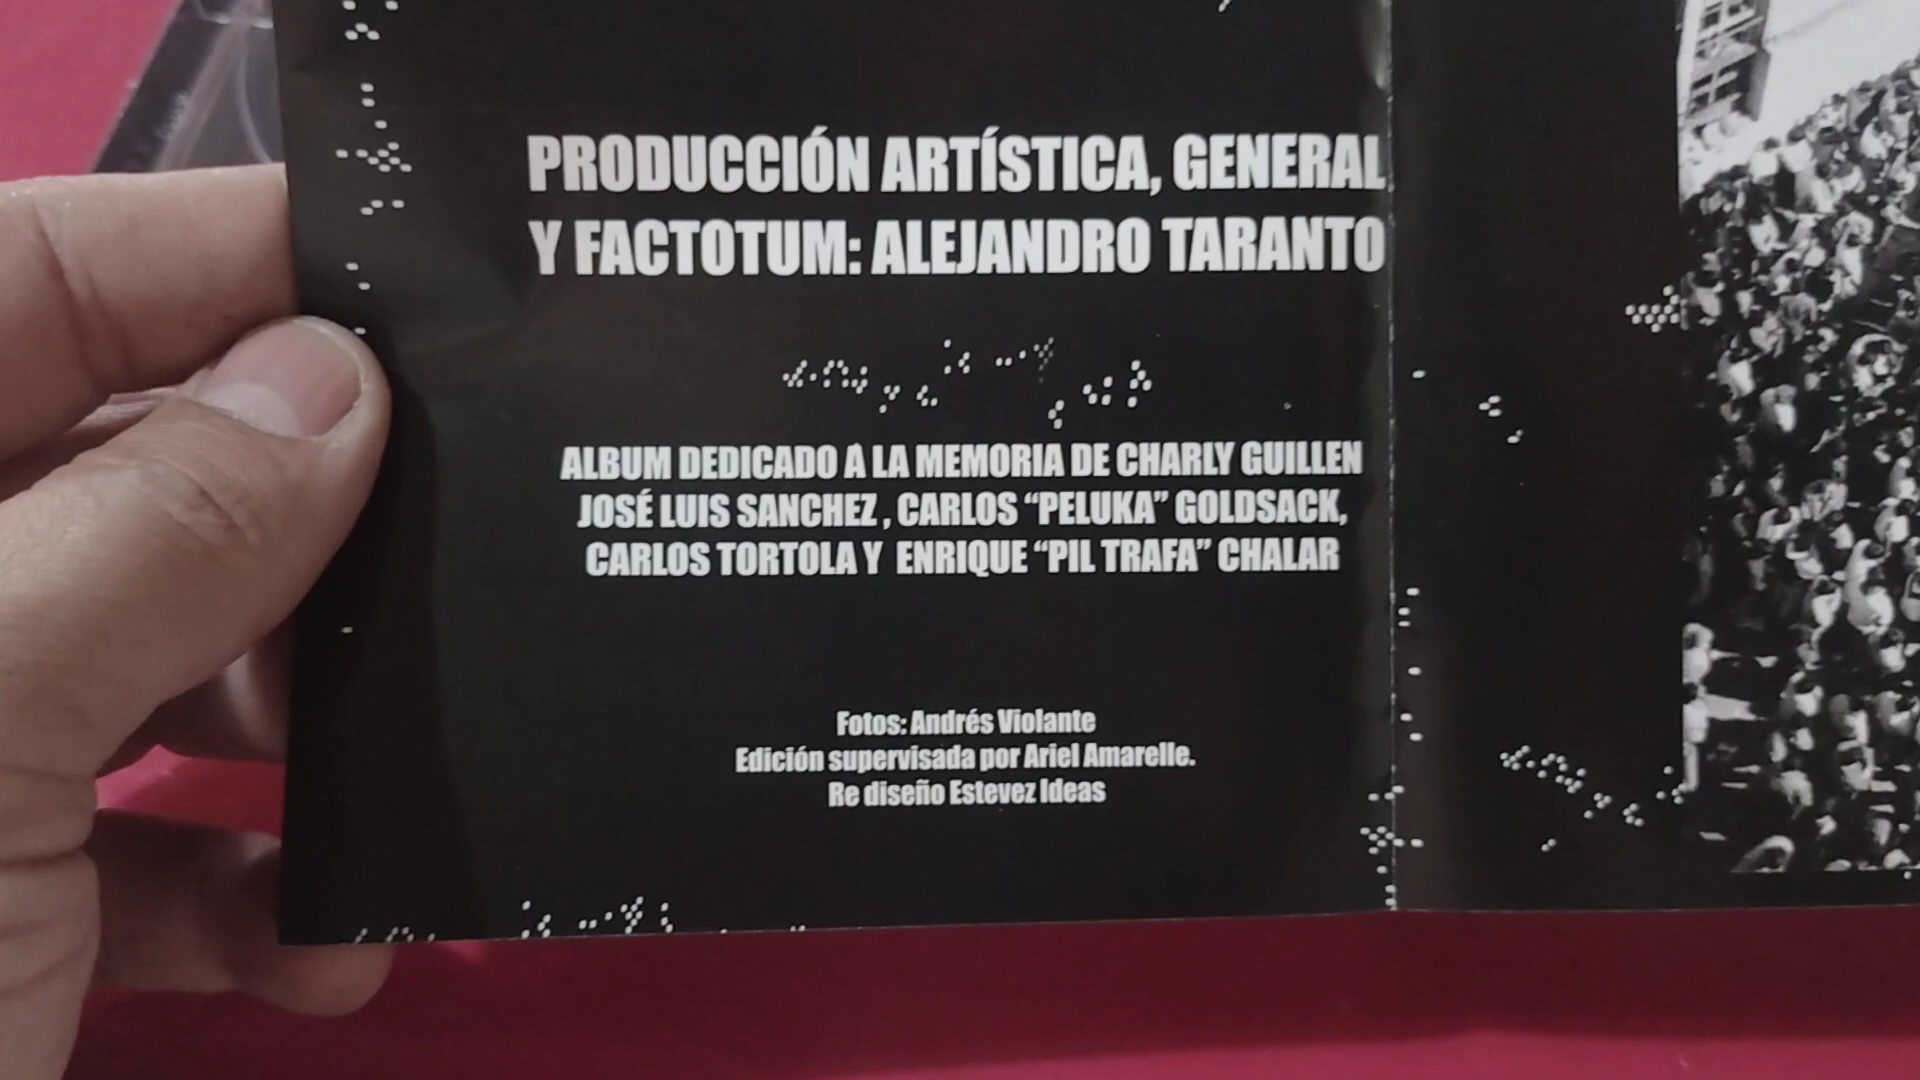 PRODUCCIÓN ARTÍSTICA, GENERAL
Y FACTOTUM: ALEJANDRO TARANTO
ALBUM DEDICADO A LA MEMORIA DE CHARLY GUILLEN
JOSÉ LUIS SANCHEZ , CARLOS “PELUKA” GOLDSACK,
CARLOS TORTOLA Y ENRIQUE “PIL TRAFA” CHALAR
Fotos: Andrés Violante
Edición supervisada por Ariel Amarelle.
Re diseño Estevez Ideas